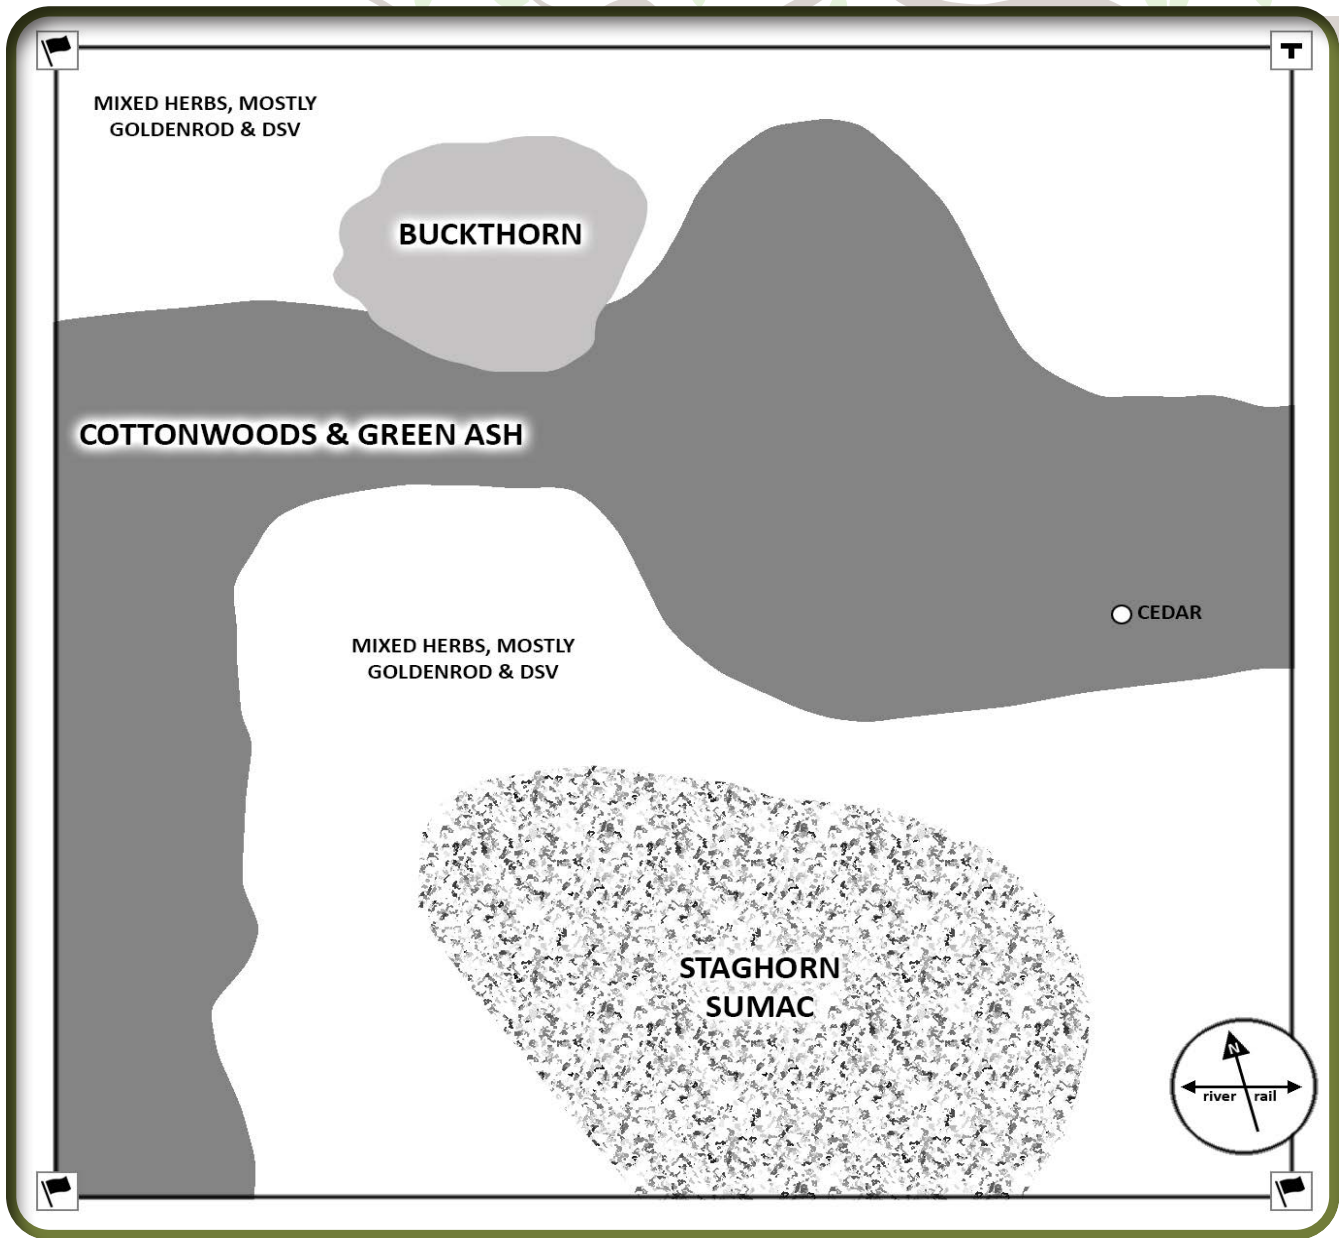 T
MIXED HERBS, MOSTLY
GOLDENROD & DSV
BUCKTHORN
COTTONWOODS & GREEN ASH
CEDAR
MIXED HERBS, MOSTLY
GOLDENROD & DSV
STAGHORN
SUMAC
N
river rail